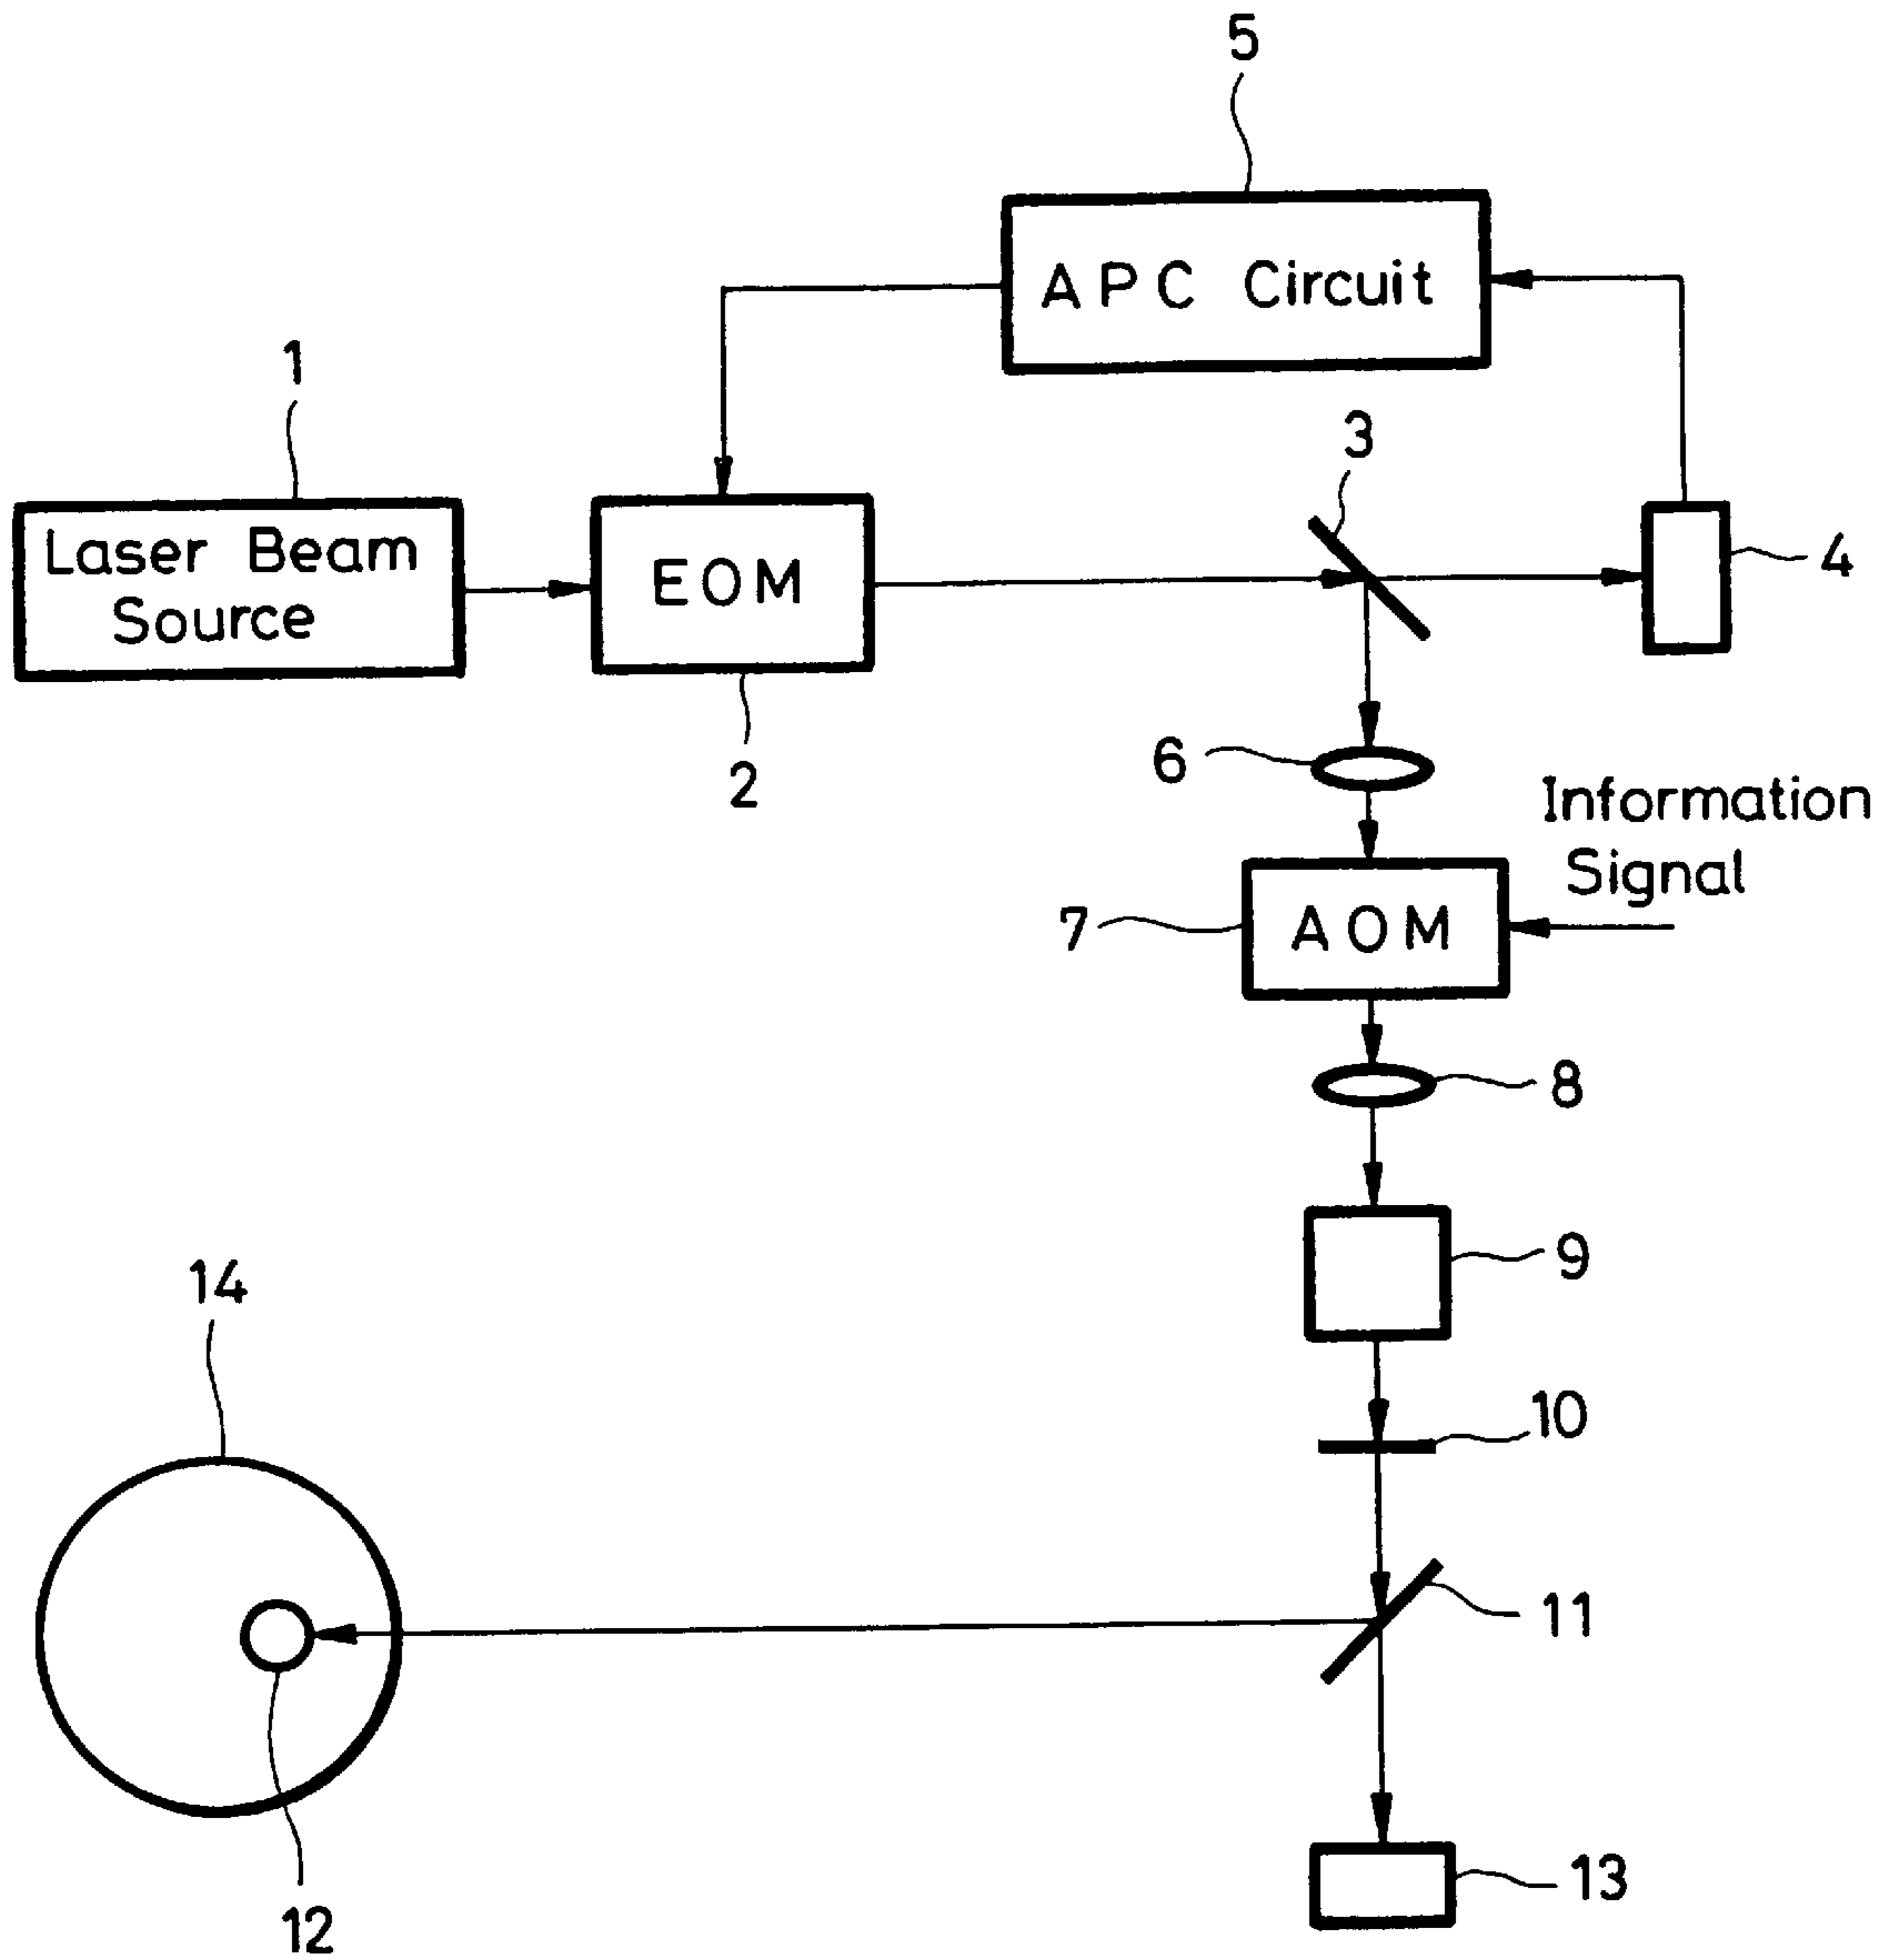 5
APC Circuit
1
3
Laser Beam
Source
EOM
4
2
6
Information
Signal
7
AOM
8
9
14
10
11
13
12